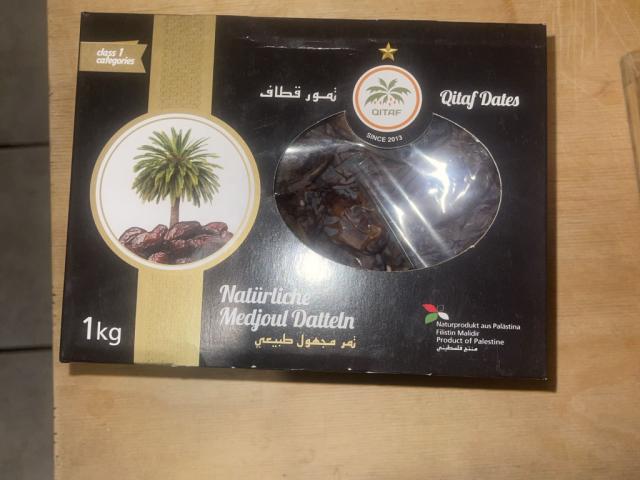 class 1
categories
تمور قطاف
QITAF
SINCE 2013
Qitaf Dates
Natürliche
Medjoul Datteln
تمر مجهول طبيعي
1kg
Naturprodukt aus Palästina
Filistin Malidir
Product of Palestine
منتج فلسطيني